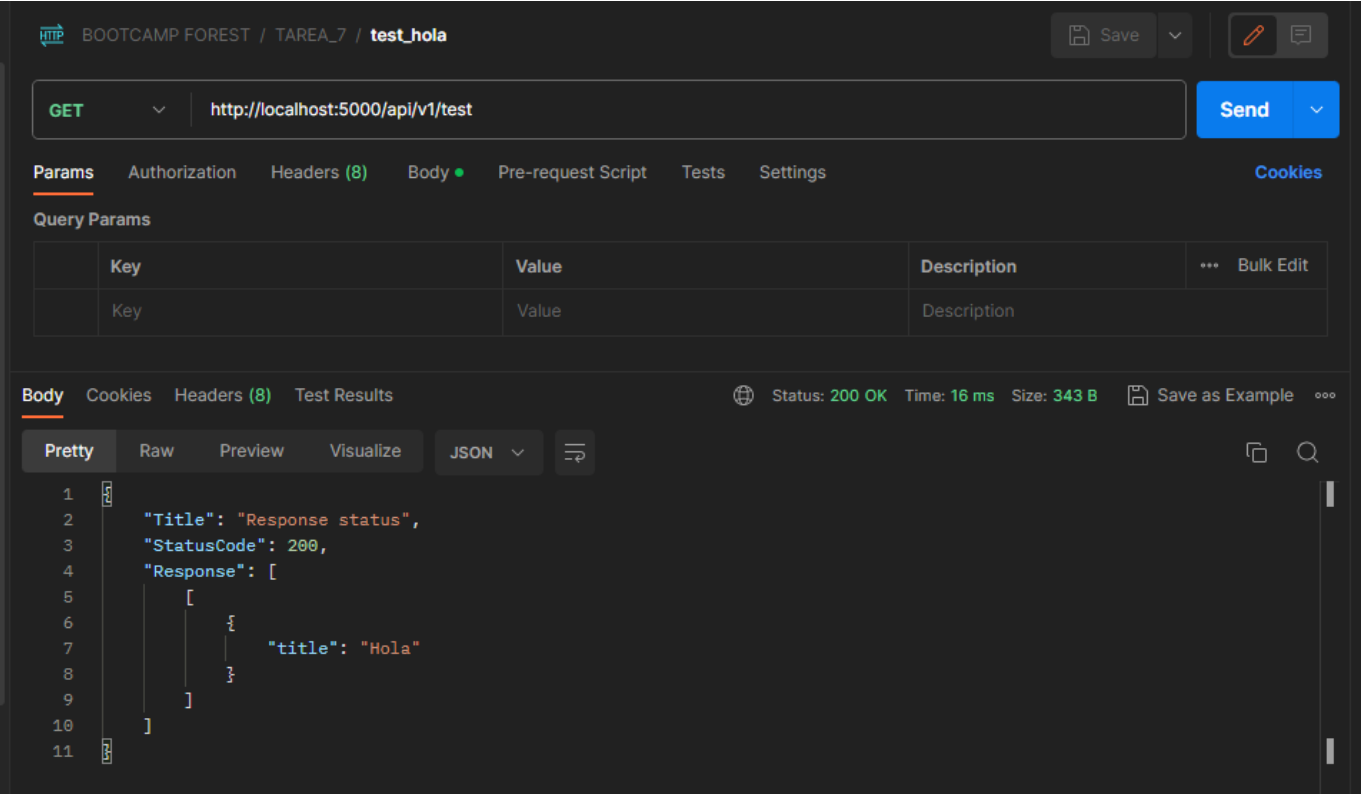 HTTP BOOTCAMP FOREST / TAREA_7 / test_hola Save
GET http://localhost:5000/api/v1/test Send
Params Authorization Headers (8) Body Pre-request Script Tests Settings Cookies
Query Params
Key Value Description Bulk Edit
Key Value Description
Body Cookies Headers (8) Test Results Status: 200 OK Time: 16 ms Size: 343 B Save as Example
Pretty Raw Preview Visualize JSON
1 {
2 "Title": "Response status",
3 "StatusCode": 200,
4 "Response": [
5 [
6 {
7 "title": "Hola"
8 }
9 ]
10 ]
11 }